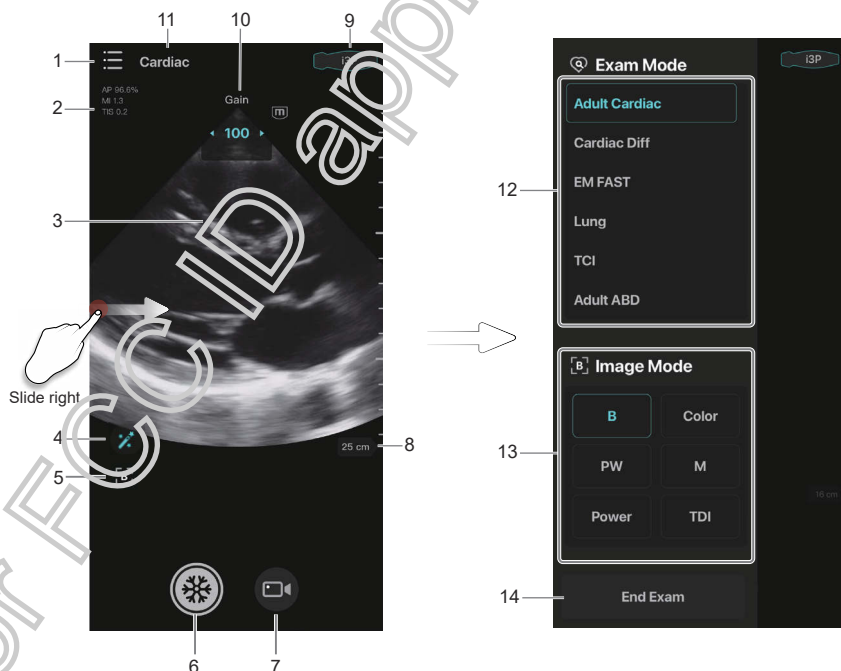 11
10
9
1
Cardiac
i3P
AP 96.6%
MI 1.3
TIS 0.2
2
Gain
m
100
3
Slide right
4
25 cm
8
5
B
6
7
Exam Mode
i3P
Adult Cardiac
Cardiac Diff
EM FAST
12
Lung
TCI
Adult ABD
B
Image Mode
B
Color
13
PW
M
16 cm
Power
TDI
14
End Exam
for FCC ID appl